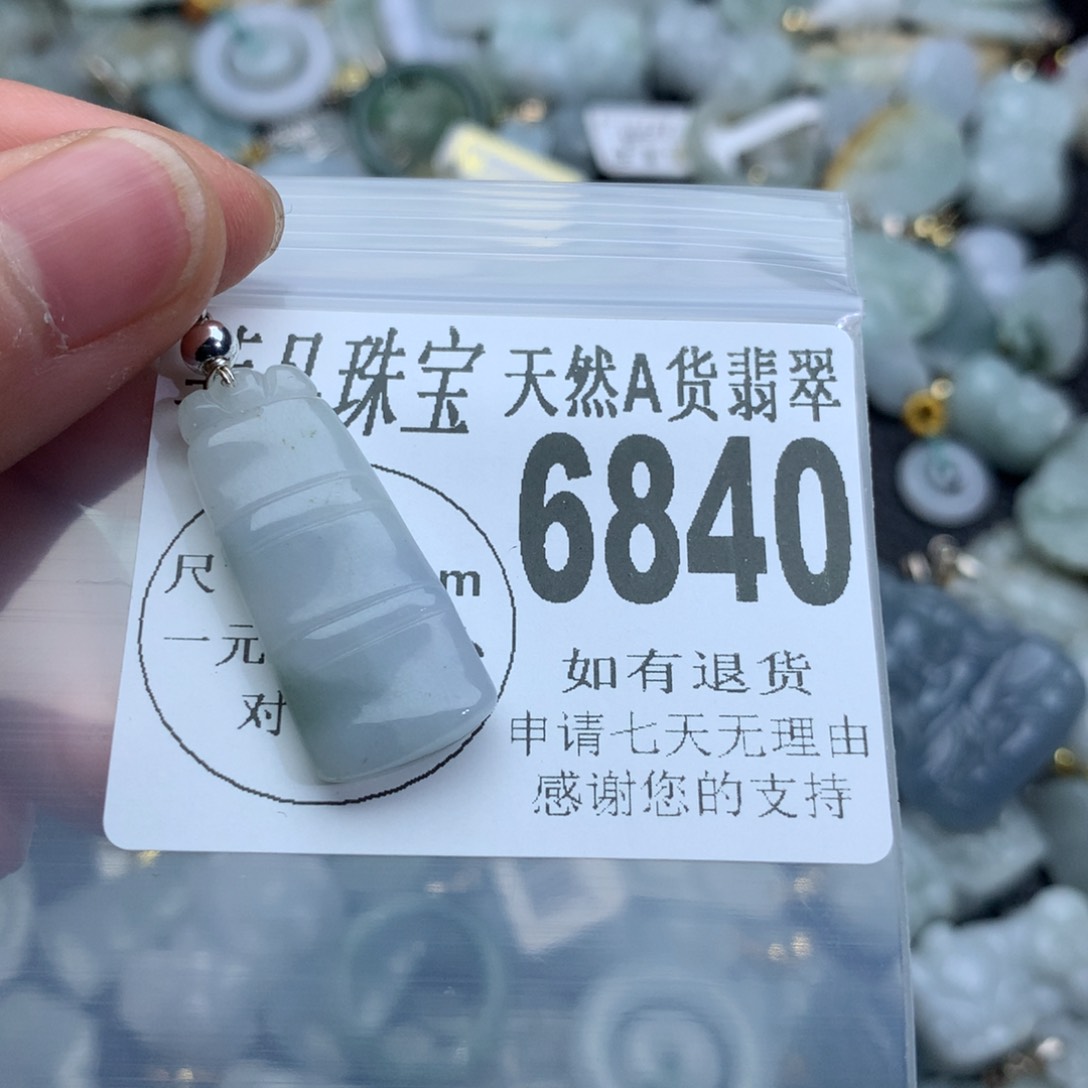 珠宝
天然A货翡翠
6840
尺 m
一元
对
如有退货
申请七天无理由
感谢您的支持